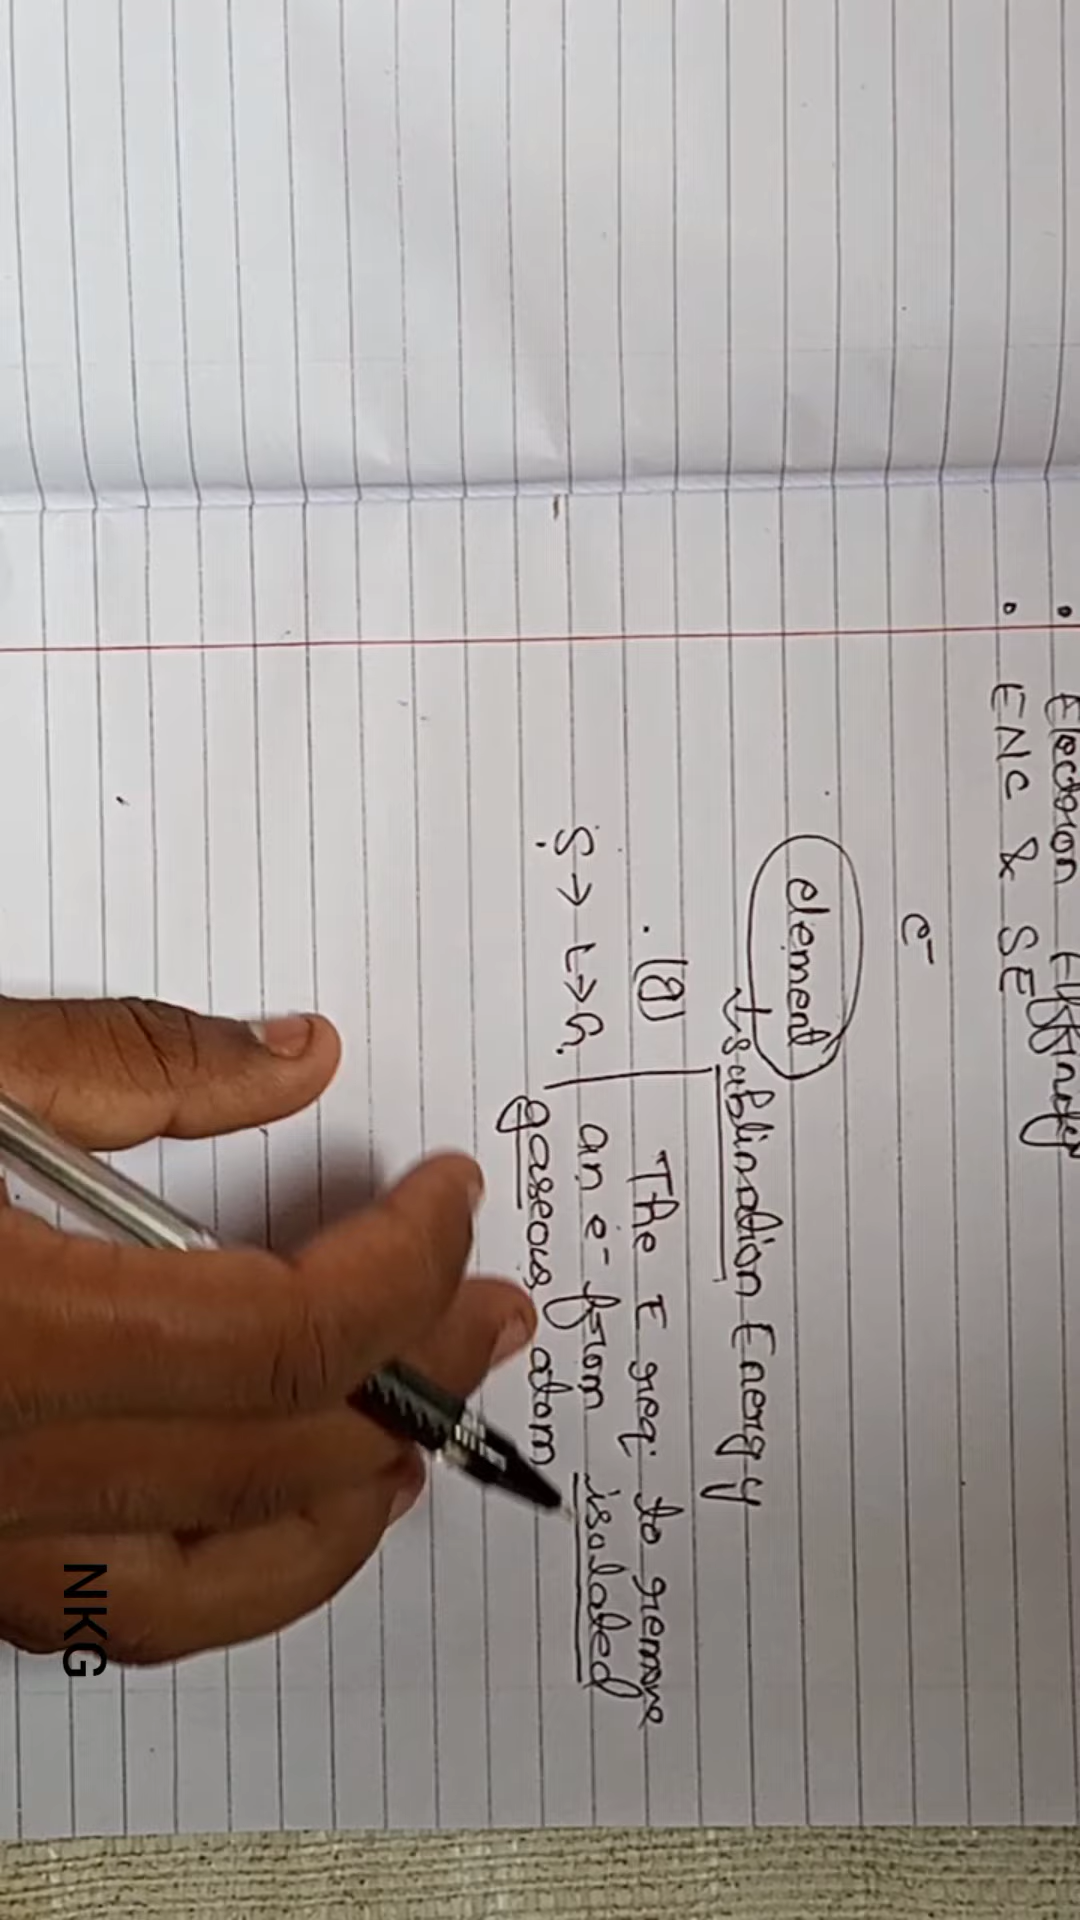 • Electron Affinity
• ENC & SE
e⁻
element
↳ sublimation Energy
(g) The E req. to remove
S → L → G. an e⁻ from isolated
gaseous atom
NKG